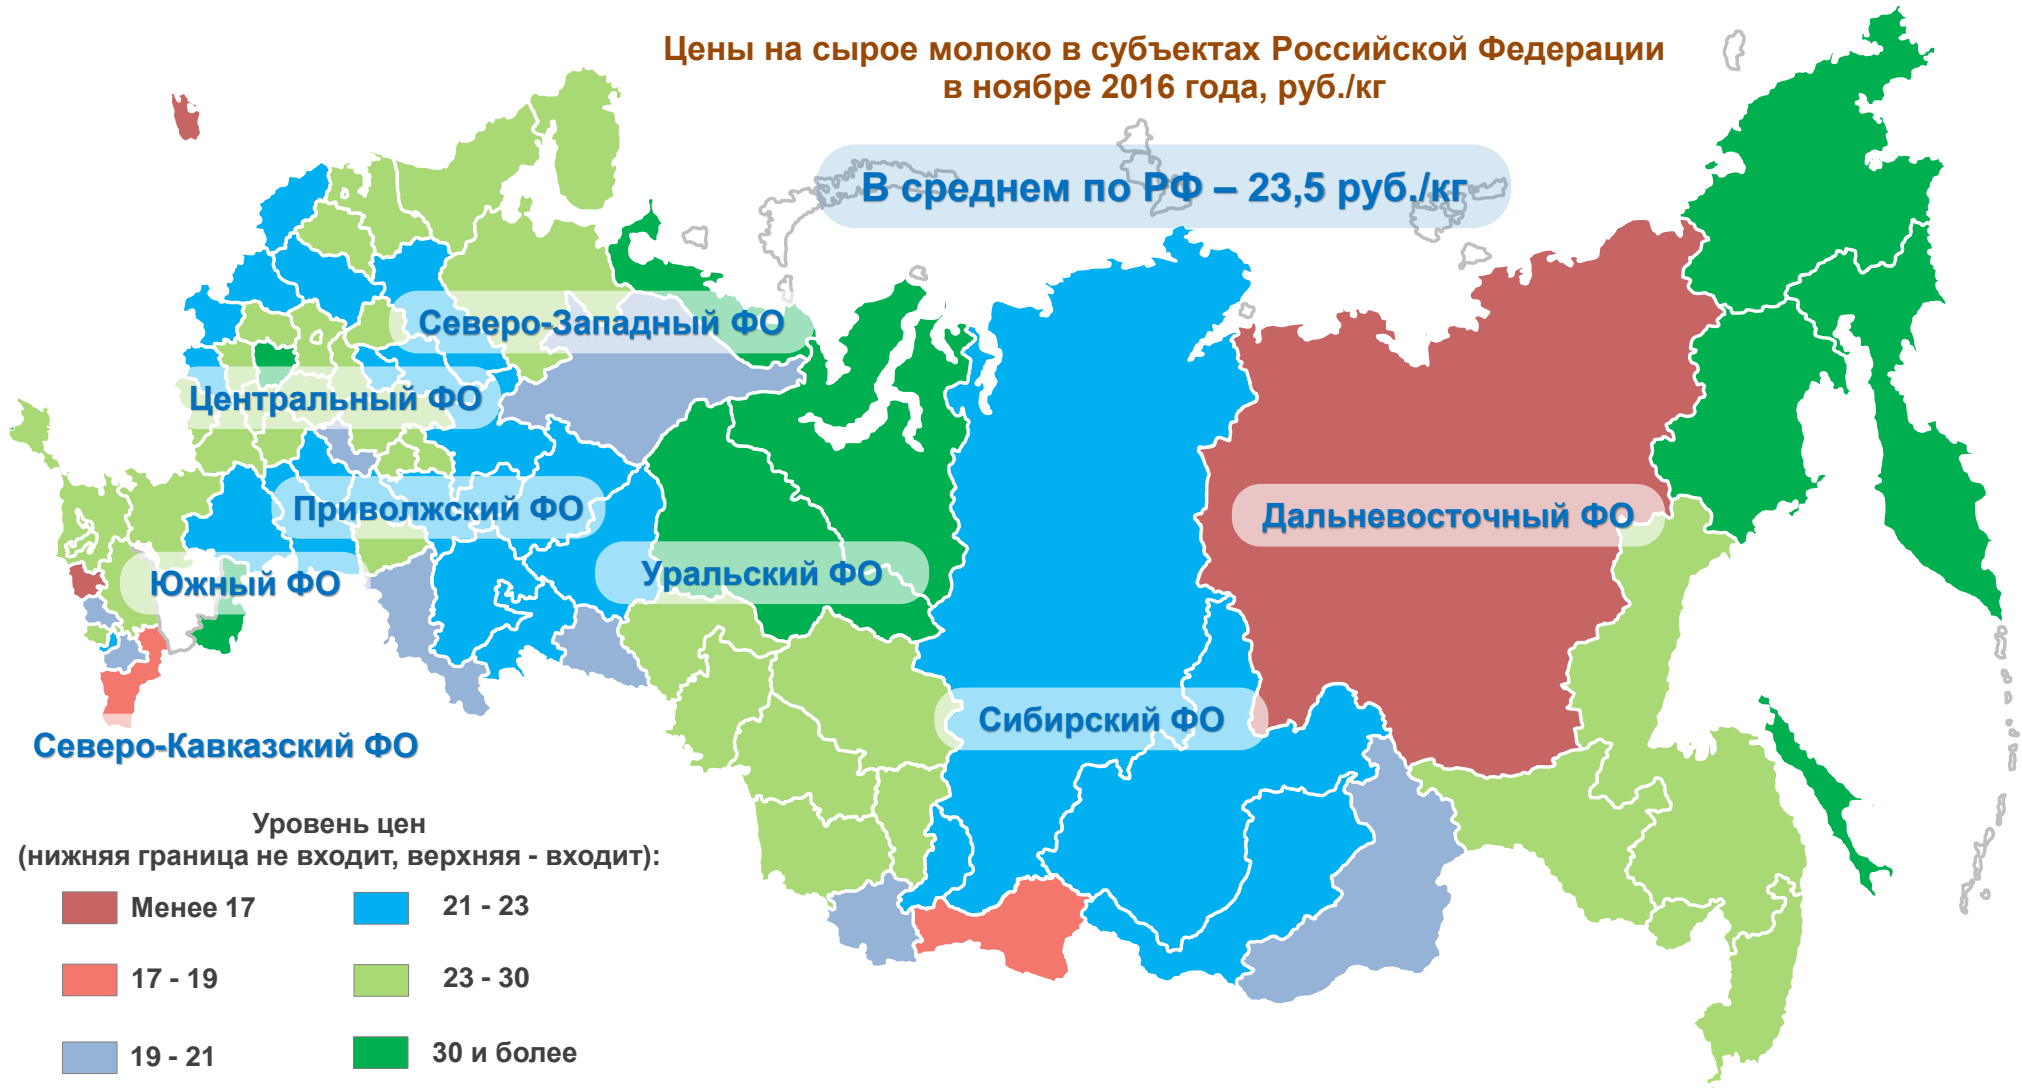 Цены на сырое молоко в субъектах Российской Федерации
в ноябре 2016 года, руб./кг
В среднем по РФ – 23,5 руб./кг
Северо-Западный ФО
Центральный ФО
Приволжский ФО
Дальневосточный ФО
Южный ФО
Уральский ФО
Сибирский ФО
Северо-Кавказский ФО
Уровень цен
(нижняя граница не входит, верхняя - входит):
Менее 17
21 - 23
17 - 19
23 - 30
19 - 21
30 и более